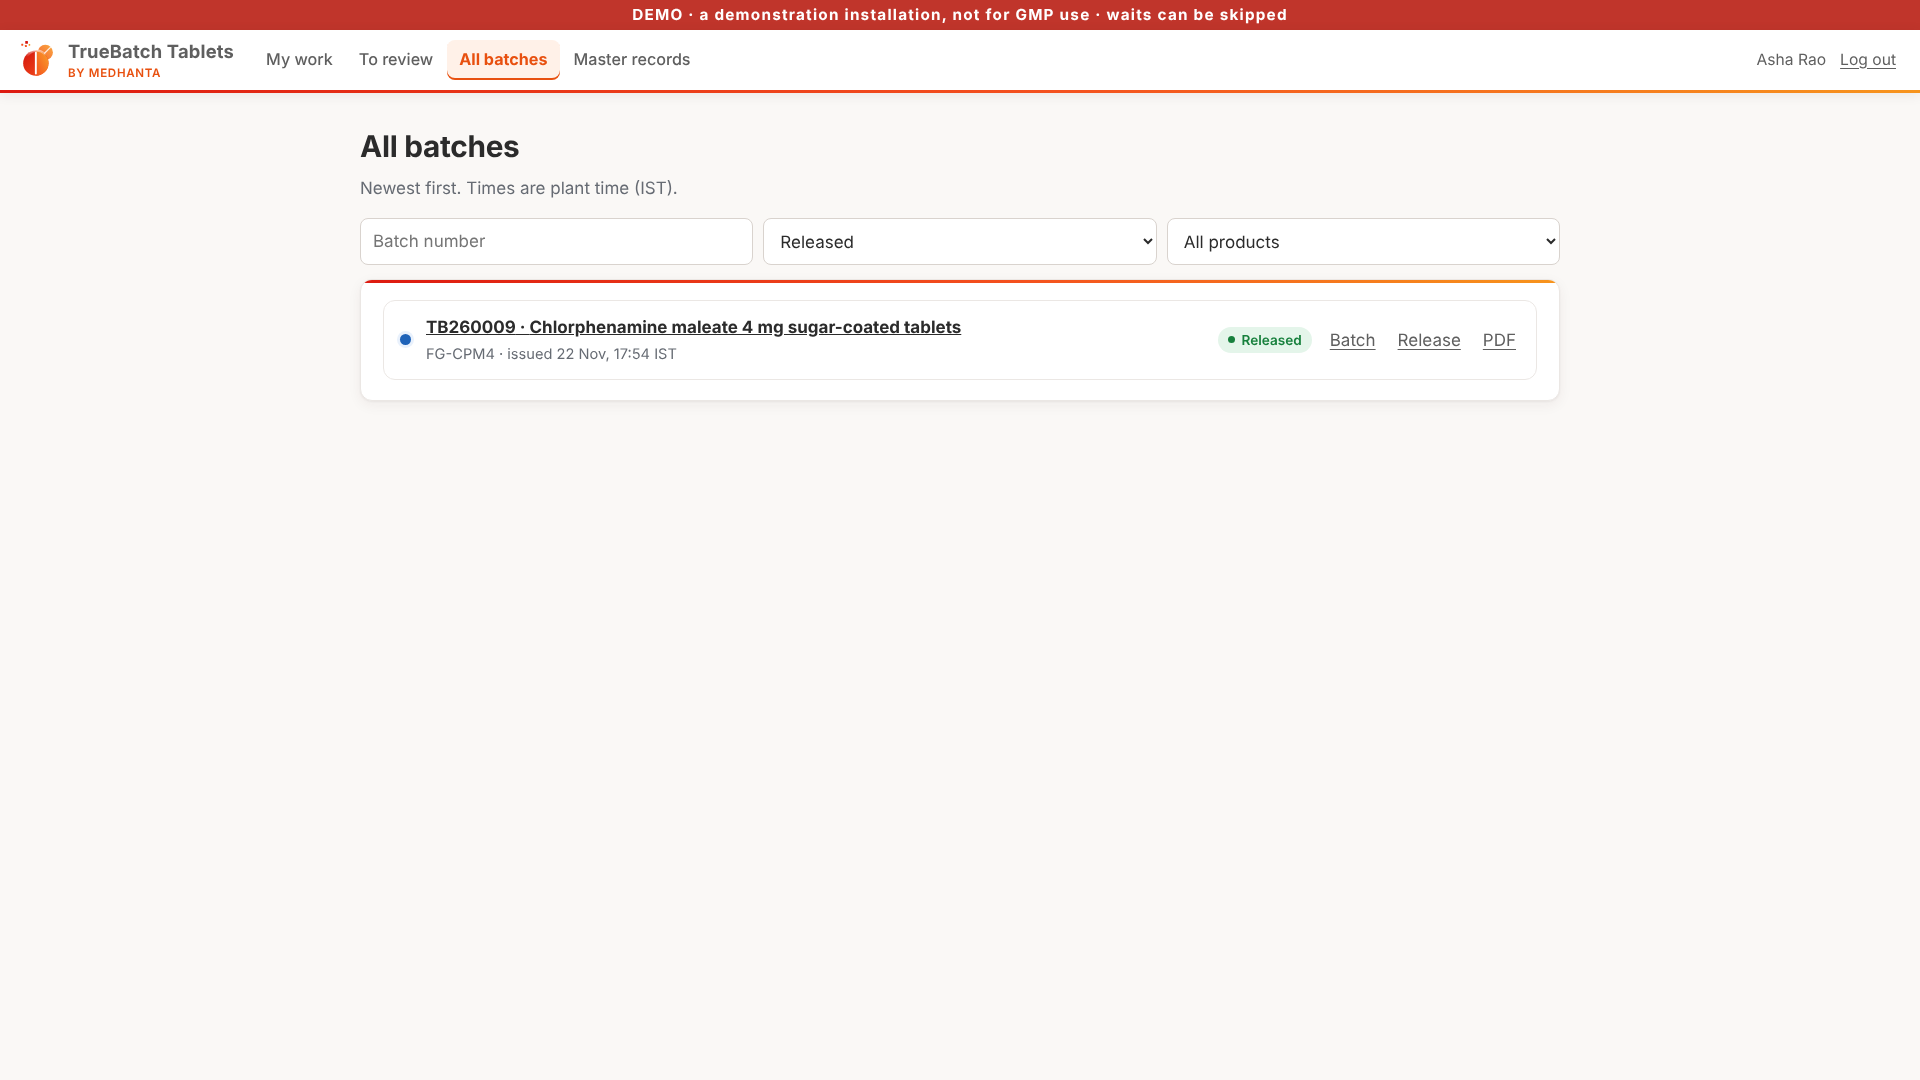 DEMO · a demonstration installation, not for GMP use · waits can be skipped
TrueBatch Tablets
BY MEDHANTA
My work
To review
All batches
Master records
Asha Rao
Log out
All batches
Newest first. Times are plant time (IST).
Batch number
Released
All products
TB260009 · Chlorphenamine maleate 4 mg sugar-coated tablets
FG-CPM4 · issued 22 Nov, 17:54 IST
Released
Batch
Release
PDF